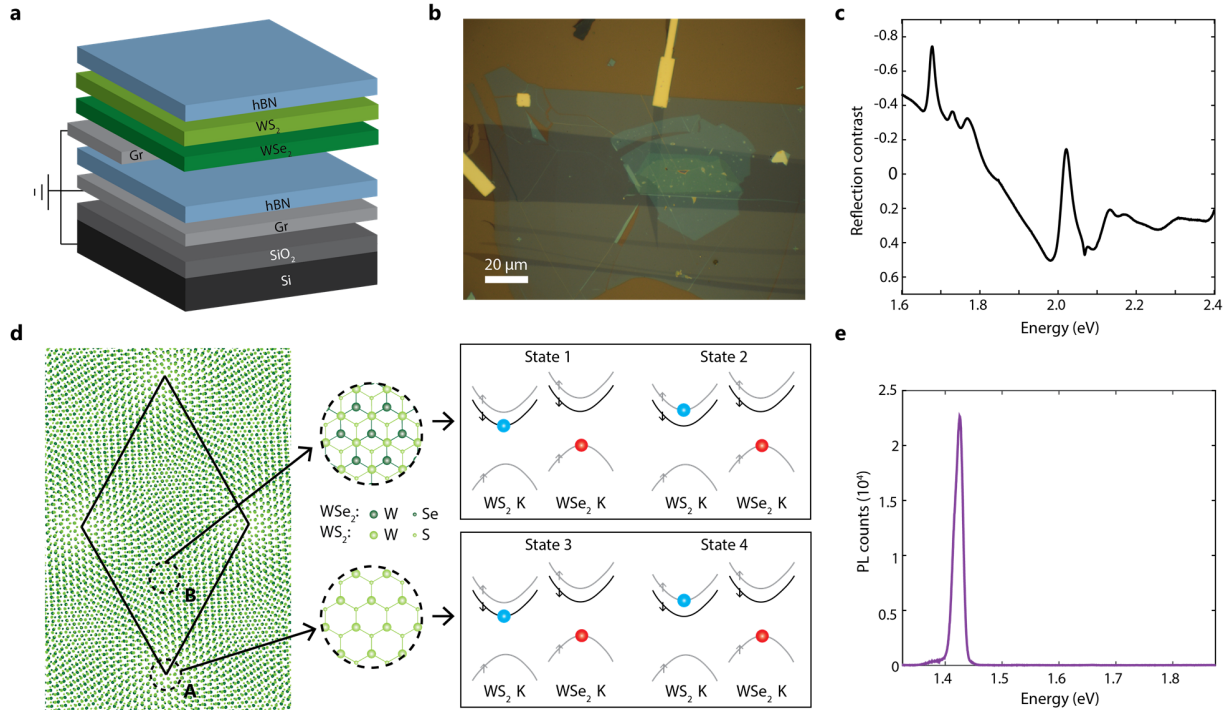 a
hBN
WS₂
WSe₂
Gr
hBN
Gr
SiO₂
Si
b
20 μm
c
Reflection contrast
-0.8
-0.6
-0.4
-0.2
0
0.2
0.4
0.6
1.6 1.8 2.0 2.2 2.4
Energy (eV)
d
B
A
WSe₂: W Se
WS₂: W S
State 1 State 2
WS₂ K WSe₂ K WS₂ K WSe₂ K
State 3 State 4
WS₂ K WSe₂ K WS₂ K WSe₂ K
e
PL counts (10⁴)
2.5
2
1.5
1
0.5
0
1.4 1.5 1.6 1.7 1.8
Energy (eV)